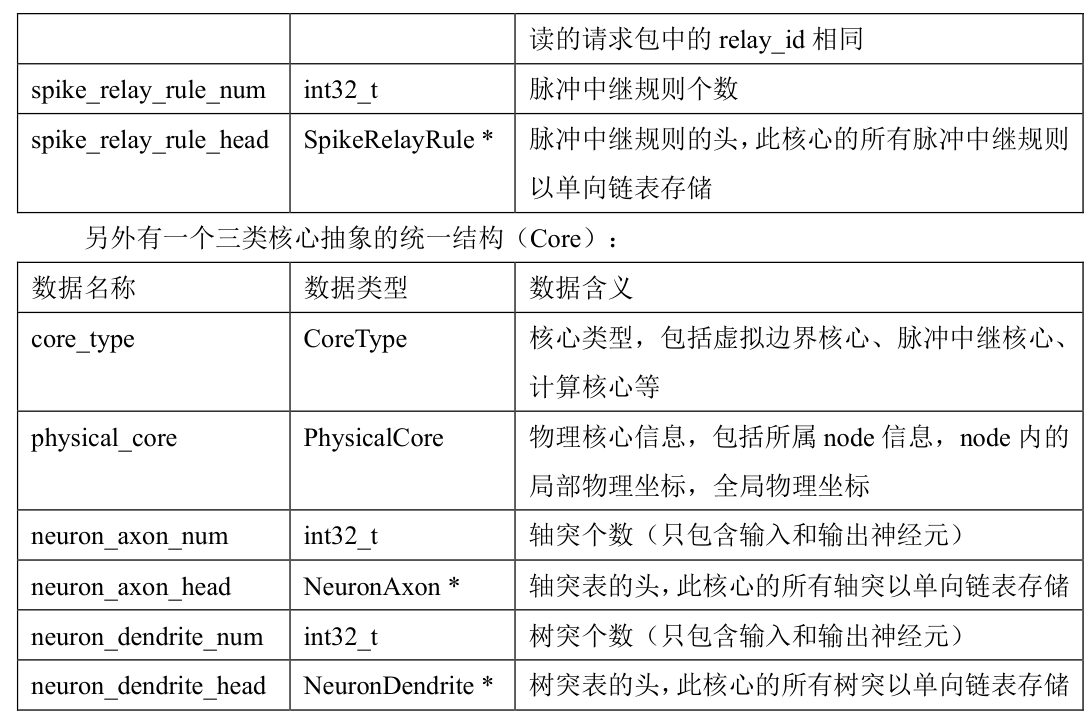 读的请求包中的 relay_id 相同
spike_relay_rule_num int32_t 脉冲中继规则个数
spike_relay_rule_head SpikeRelayRule * 脉冲中继规则的头，此核心的所有脉冲中继规则
以单向链表存储
另外有一个三类核心抽象的统一结构（Core）：
数据名称 数据类型 数据含义
core_type CoreType 核心类型，包括虚拟边界核心、脉冲中继核心、
计算核心等
physical_core PhysicalCore 物理核心信息，包括所属 node 信息，node 内的
局部物理坐标，全局物理坐标
neuron_axon_num int32_t 轴突个数（只包含输入和输出神经元）
neuron_axon_head NeuronAxon * 轴突表的头，此核心的所有轴突以单向链表存储
neuron_dendrite_num int32_t 树突个数（只包含输入和输出神经元）
neuron_dendrite_head NeuronDendrite * 树突表的头，此核心的所有树突以单向链表存储